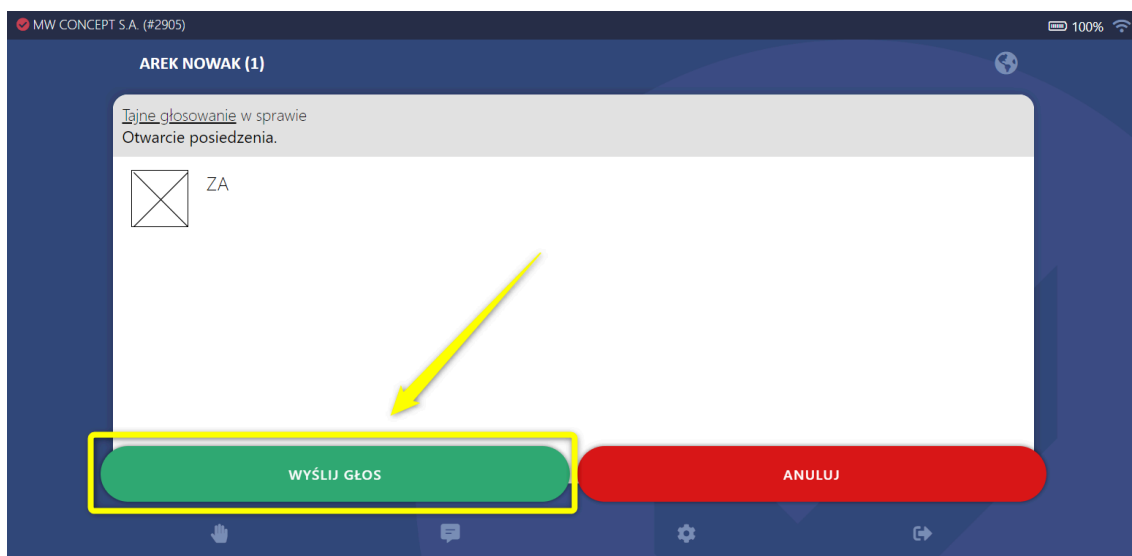 MW CONCEPT S.A. (#2905)
100%
AREK NOWAK (1)
Tajne głosowanie w sprawie
Otwarcie posiedzenia.
ZA
WYŚLIJ GŁOS
ANULUJ